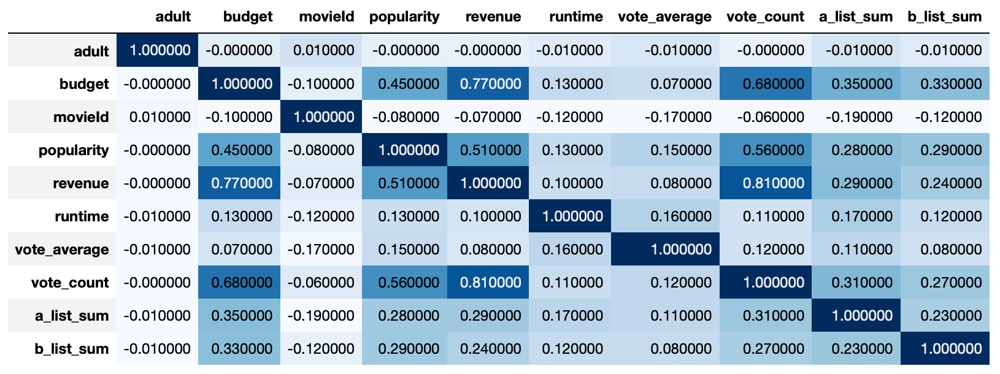 adult budget movieId popularity revenue runtime vote_average vote_count a_list_sum b_list_sum
adult 1.000000 -0.000000 0.010000 -0.000000 -0.000000 -0.010000 -0.010000 -0.000000 -0.010000 -0.010000
budget -0.000000 1.000000 -0.100000 0.450000 0.770000 0.130000 0.070000 0.680000 0.350000 0.330000
movieId 0.010000 -0.100000 1.000000 -0.080000 -0.070000 -0.120000 -0.170000 -0.060000 -0.190000 -0.120000
popularity -0.000000 0.450000 -0.080000 1.000000 0.510000 0.130000 0.150000 0.560000 0.280000 0.290000
revenue -0.000000 0.770000 -0.070000 0.510000 1.000000 0.100000 0.080000 0.810000 0.290000 0.240000
runtime -0.010000 0.130000 -0.120000 0.130000 0.100000 1.000000 0.160000 0.110000 0.170000 0.120000
vote_average -0.010000 0.070000 -0.170000 0.150000 0.080000 0.160000 1.000000 0.120000 0.110000 0.080000
vote_count -0.000000 0.680000 -0.060000 0.560000 0.810000 0.110000 0.120000 1.000000 0.310000 0.270000
a_list_sum -0.010000 0.350000 -0.190000 0.280000 0.290000 0.170000 0.110000 0.310000 1.000000 0.230000
b_list_sum -0.010000 0.330000 -0.120000 0.290000 0.240000 0.120000 0.080000 0.270000 0.230000 1.000000